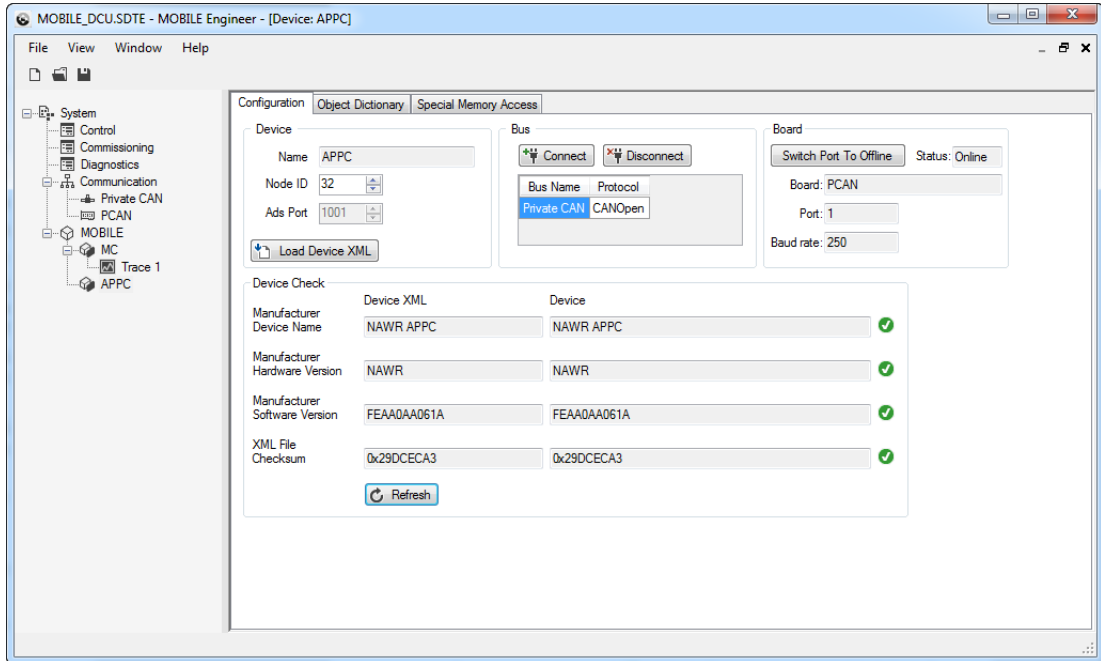 MOBILE_DCU.SDTE - MOBILE Engineer - [Device: APPC]
File View Window Help
System
Control
Commissioning
Diagnostics
Communication
Private CAN
PCAN
MOBILE
MC
Trace 1
APPC
Configuration Object Dictionary Special Memory Access
Device
Name APPC
Node ID 32
Ads Port 1001
Load Device XML
Bus
Connect Disconnect
Bus Name Protocol
Private CAN CANOpen
Board
Switch Port To Offline Status: Online
Board: PCAN
Port: 1
Baud rate: 250
Device Check
Device XML Device
Manufacturer
Device Name NAWR APPC NAWR APPC
Manufacturer
Hardware Version NAWR NAWR
Manufacturer
Software Version FEAA0AA061A FEAA0AA061A
XML File
Checksum 0x29DCECA3 0x29DCECA3
Refresh